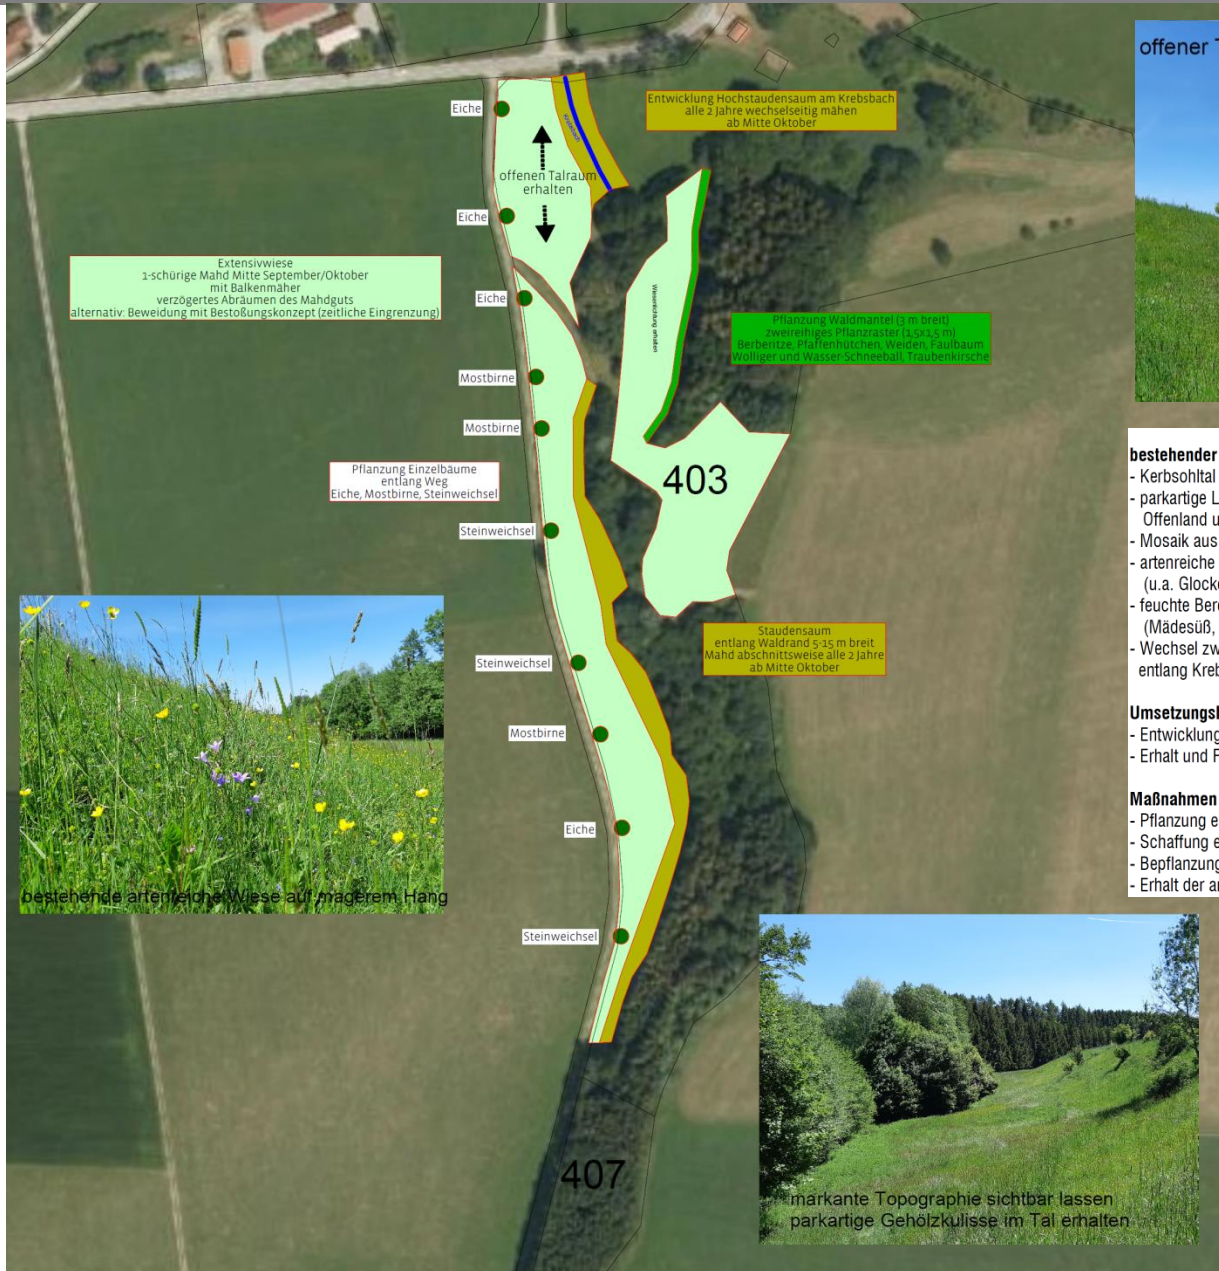 offener
Entwicklung Hochstaudensaum am Krebsbach
alle 2 Jahre wechselseitig mähen
ab Mitte Oktober
Eiche
Krebsbach
offenen Talraum
erhalten
Eiche
Extensivwiese
1-schürige Mahd Mitte September/Oktober
mit Balkenmäher
verzögertes Abräumen des Mahdguts
alternativ: Beweidung mit Bestoßungskonzept (zeitliche Eingrenzung)
Eiche
Wiesenlichtung erhalten
Pflanzung Waldmantel (3 m breit)
zweireihiges Pflanzraster (1,5x1,5 m)
Berberitze, Pfaffenhütchen, Weiden, Faulbaum
Wolliger und Wasser-Schneeball, Traubenkirsche
Mostbirne
Mostbirne
Pflanzung Einzelbäume
entlang Weg
Eiche, Mostbirne, Steinweichsel
403
Steinweichsel
Staudensaum
entlang Waldrand 5-15 m breit
Mahd abschnittsweise alle 2 Jahre
ab Mitte Oktober
Steinweichsel
Mostbirne
Eiche
Steinweichsel
bestehende artenreiche Wiese auf magerem Hang
bestehender
- Kerbsohltal
- parkartige L
Offenland u
- Mosaik aus
- artenreiche
(u.a. Glock
- feuchte Ber
(Mädesüß,
- Wechsel zw
entlang Kreb
Umsetzungs
- Entwicklung
- Erhalt und F
Maßnahmen
- Pflanzung e
- Schaffung e
- Bepflanzung
- Erhalt der a
407
markante Topographie sichtbar lassen
parkartige Gehölzkulisse im Tal erhalten